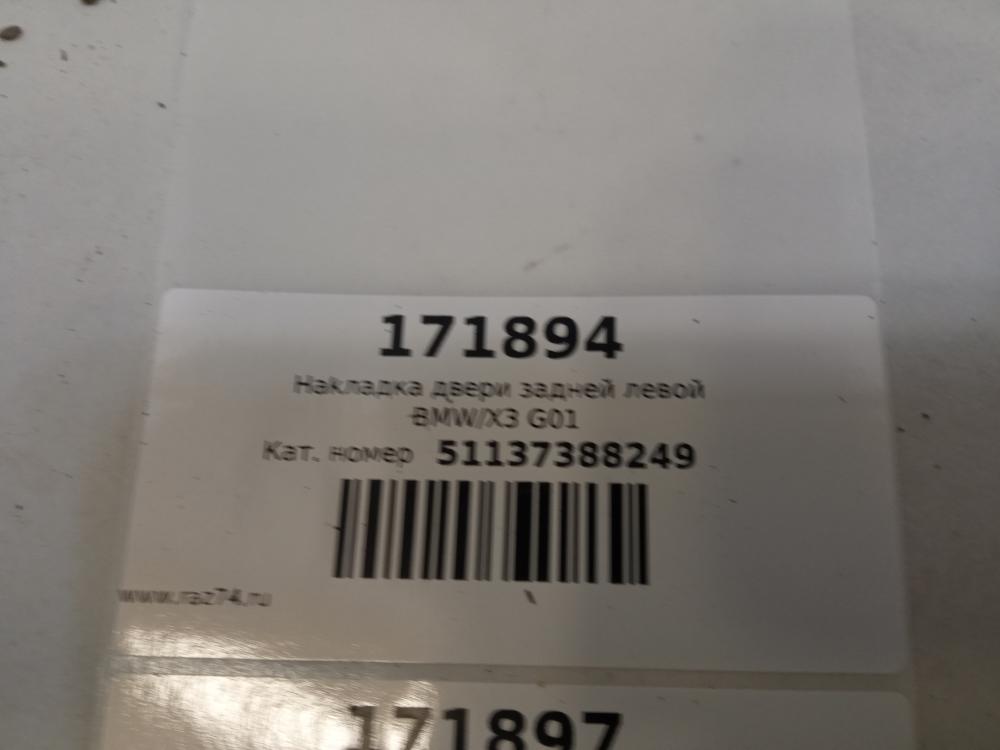 171894
Накладка двери задней левой
BMW/X3 G01
Кат. номер 51137388249
www.raz74.ru
171897